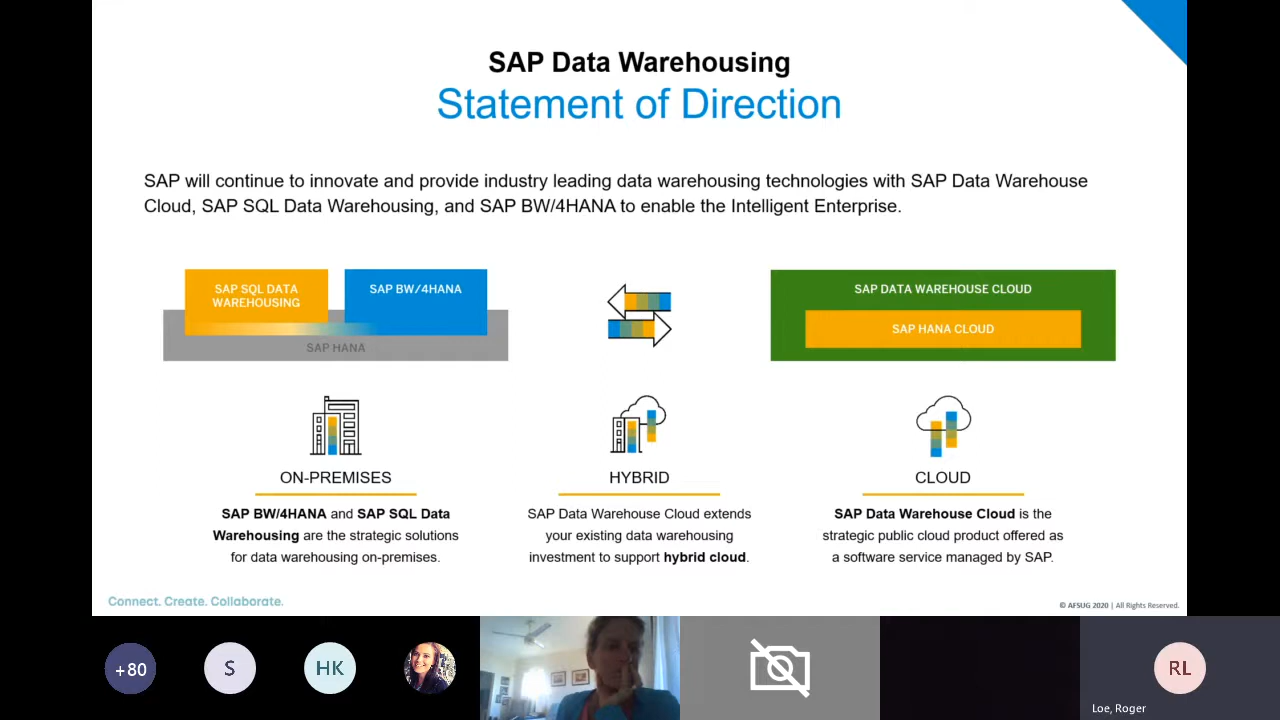 SAP Data Warehousing
Statement of Direction
SAP will continue to innovate and provide industry leading data warehousing technologies with SAP Data Warehouse
Cloud, SAP SQL Data Warehousing, and SAP BW/4HANA to enable the Intelligent Enterprise.
SAP SQL DATA
WAREHOUSING
SAP BW/4HANA
SAP HANA
SAP DATA WAREHOUSE CLOUD
SAP HANA CLOUD
ON-PREMISES
SAP BW/4HANA and SAP SQL Data
Warehousing are the strategic solutions
for data warehousing on-premises.
HYBRID
SAP Data Warehouse Cloud extends
your existing data warehousing
investment to support hybrid cloud.
CLOUD
SAP Data Warehouse Cloud is the
strategic public cloud product offered as
a software service managed by SAP.
Connect. Create. Collaborate.
© AFSUG 2020 | All Rights Reserved.
+80
S
HK
RL
Loe, Roger